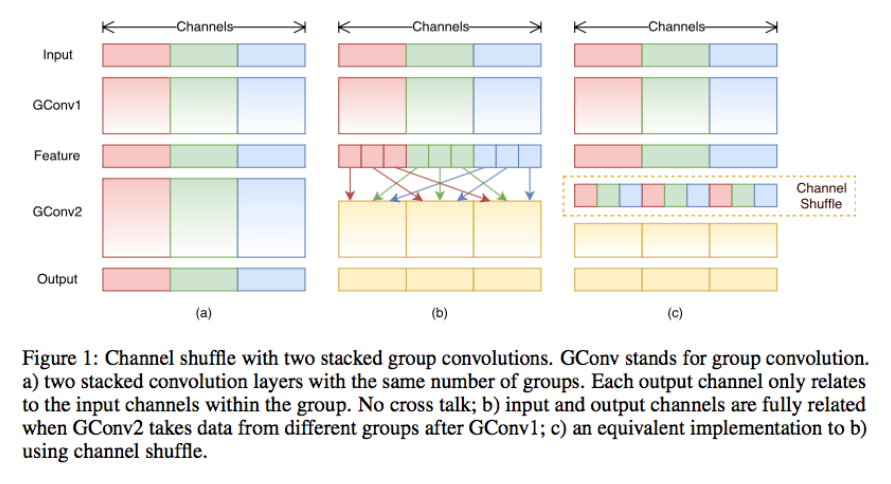 Channels Channels Channels
Input
GConv1
Feature
GConv2
Channel
Shuffle
Output
(a) (b) (c)
Figure 1: Channel shuffle with two stacked group convolutions. GConv stands for group convolution.
a) two stacked convolution layers with the same number of groups. Each output channel only relates
to the input channels within the group. No cross talk; b) input and output channels are fully related
when GConv2 takes data from different groups after GConv1; c) an equivalent implementation to b)
using channel shuffle.